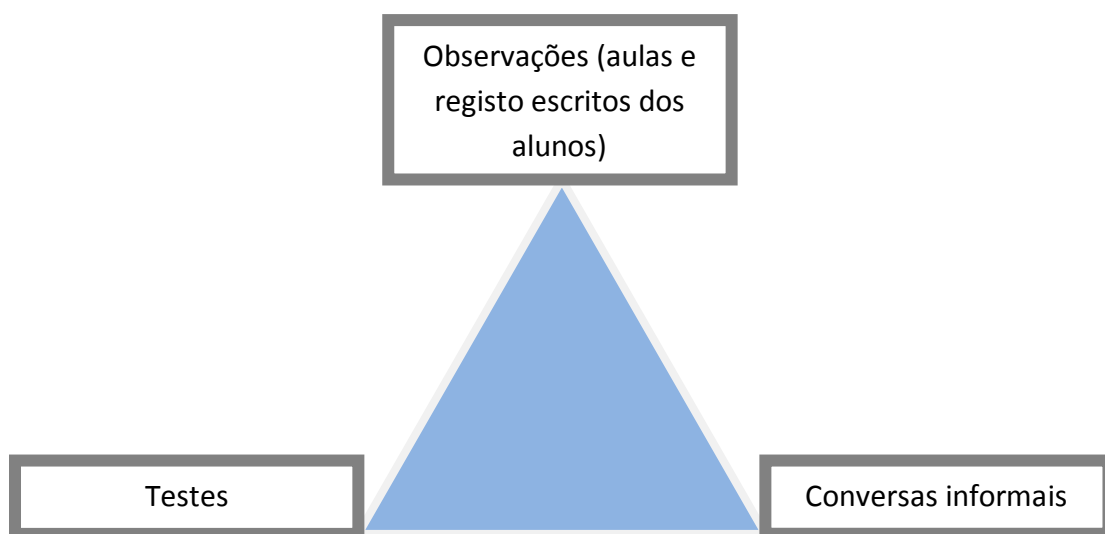 Observações (aulas e
registo escritos dos
alunos)
Testes
Conversas informais